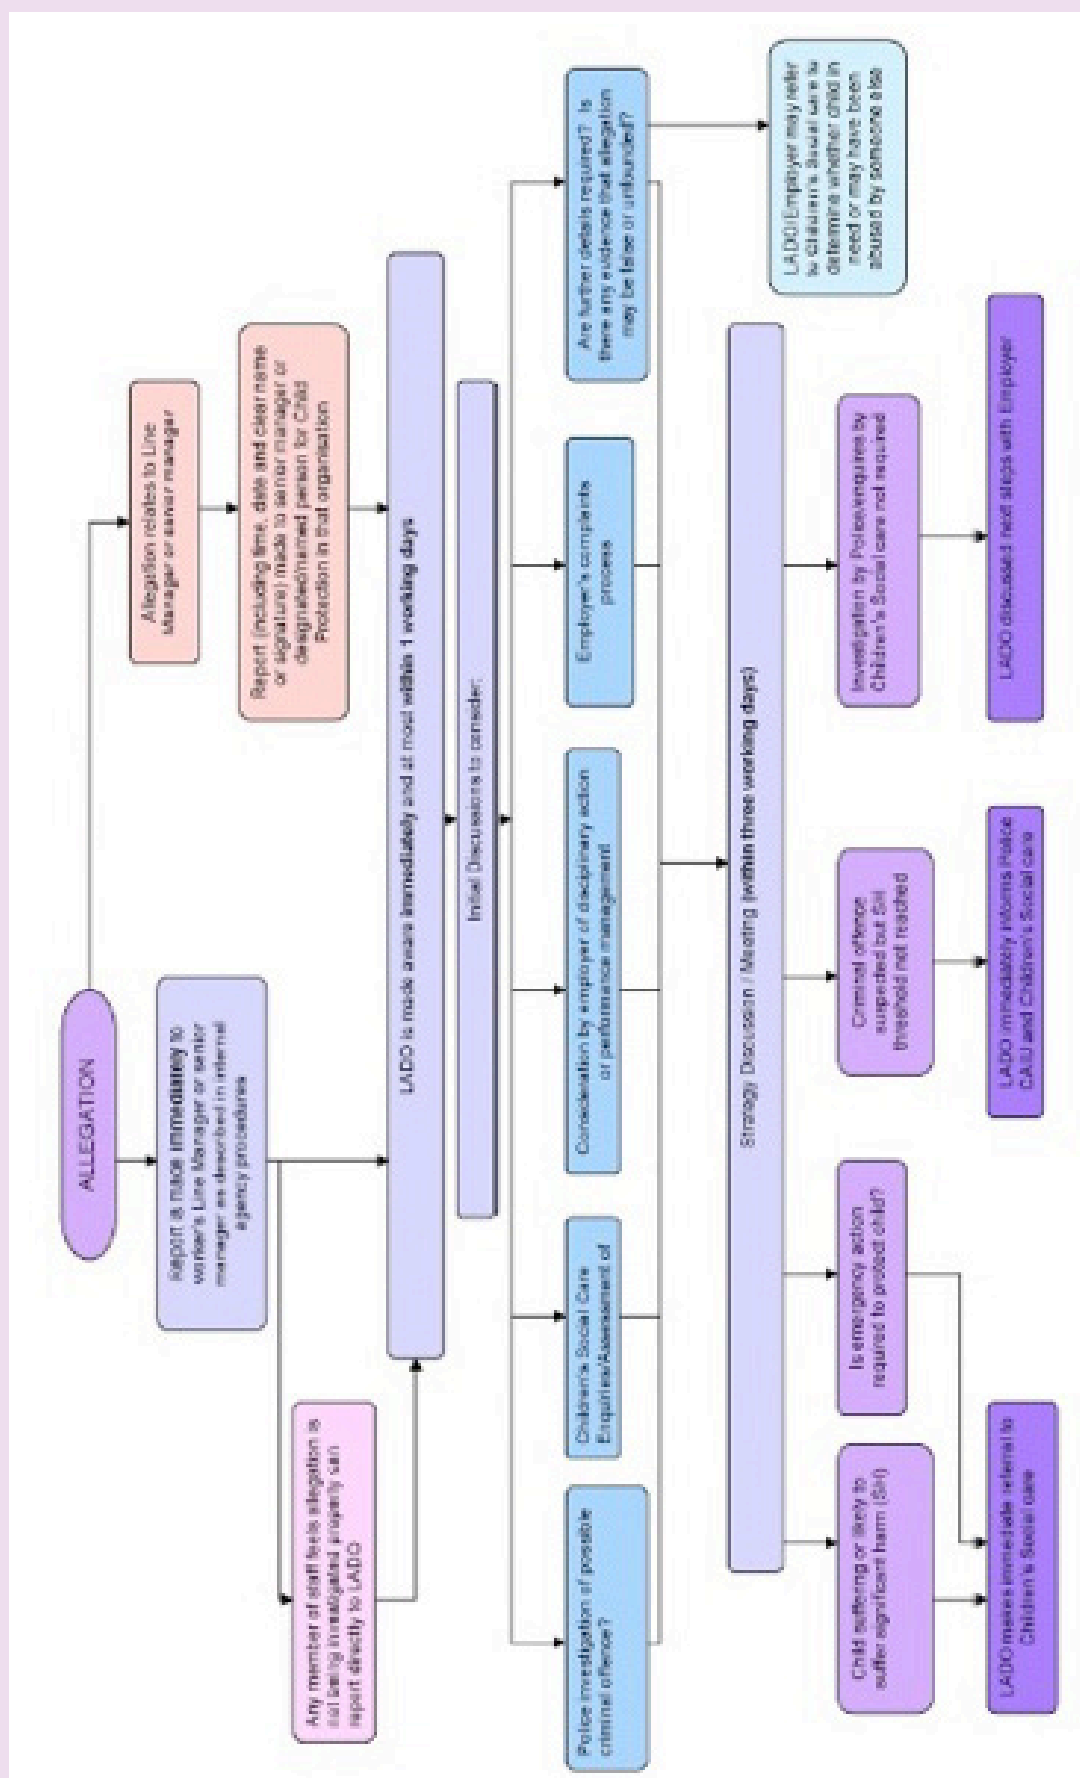 ALLEGATION
Report is made immediately to
worker's Line Manager or senior
manager as described in internal
agency procedures
Allegation relates to Line
Manager or senior manager
Report (including time, date and clear name
or signature) made to senior manager or
designated/named person for Child
Protection in that organisation
Any member of staff feels allegation is
not being investigated properly can
report directly to LADO
LADO is made aware immediately and at most within 1 working days
Initial Discussions to consider:
Police investigation of possible
criminal offence?
Children's Social Care
Enquiries/Assessment of
Consideration by employer of disciplinary action
or performance management
Employer's complaints
process
Are further details required? Is
there any evidence that allegation
may be false or unfounded?
LADO/Employer may refer
to Children's Social care to
determine whether child in
need or may have been
abused by someone else
Strategy Discussion / Meeting (within three working days)
Child suffering or likely to
suffer significant harm (SH)
Is emergency action
required to protect child?
Criminal offence
suspected but SH
threshold not reached
Investigation by Police/enquires by
Children's Social care not required
LADO makes immediate referral to
Children's Social care
LADO immediately informs Police
CAIU and Children's Social care
LADO discussed next steps with Employer